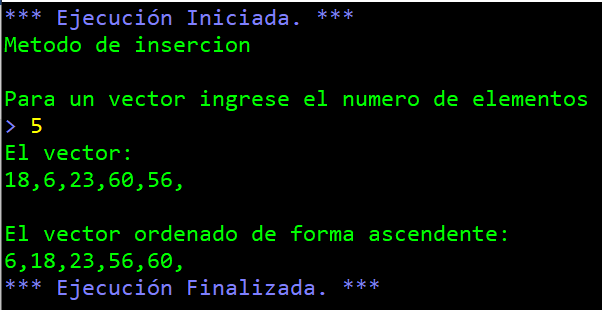 *** Ejecución Iniciada. ***
Metodo de insercion
Para un vector ingrese el numero de elementos
> 5
El vector:
18,6,23,60,56,
El vector ordenado de forma ascendente:
6,18,23,56,60,
*** Ejecución Finalizada. ***